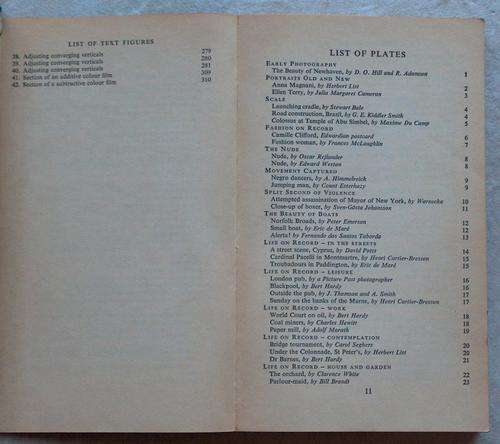 LIST OF TEXT FIGURES
38. Adjusting converging verticals 279
39. Adjusting converging verticals 280
40. Adjusting converging verticals 281
41. Section of an additive colour film 309
42. Section of a subtractive colour film 310
LIST OF PLATES
EARLY PHOTOGRAPHY
The Beauty of Newhaven, by D. O. Hill and R. Adamson 1
PORTRAITS OLD AND NEW
Anna Magnani, by Herbert List 2
Ellen Terry, by Julia Margaret Cameron 3
SCALE
Launching cradle, by Stewart Bale 4
Road construction, Brazil, by G. E. Kidder Smith 4
Colossus at Temple of Abu Simbel, by Maxime Du Camp 5
FASHION ON RECORD
Camille Clifford, Edwardian postcard 6
Fashion woman, by Frances McLaughlin 7
THE NUDE
Nude, by Oscar Rejlander 8
Nude, by Edward Weston 8
MOVEMENT CAPTURED
Negro dancers, by A. Himmelreich 9
Jumping man, by Count Esterhazy 9
SPLIT SECOND OF VIOLENCE
Attempted assassination of Mayor of New York, by Warnecke 10
Close-up of boxer, by Sven-Gösta Johansson 11
THE BEAUTY OF BOATS
Norfolk Broads, by Peter Emerson 12
Small boat, by Eric de Maré 12
Alerta! by Fernando dos Santos Taborda 13
LIFE ON RECORD – IN THE STREETS
A street scene, Cyprus, by David Potts 14
Cardinal Pacelli in Montmartre, by Henri Cartier-Bresson 15
Troubadours in Paddington, by Eric de Maré 15
LIFE ON RECORD – LEISURE
London pub, by a Picture Post photographer 16
Blackpool, by Bert Hardy 16
Outside the pub, by J. Thomson and A. Smith 17
Sunday on the banks of the Marne, by Henri Cartier-Bresson 17
LIFE ON RECORD – WORK
World Court on oil, by Bert Hardy 18
Coal miners, by Charles Hewitt 18
Paper mill, by Adolf Morath 19
LIFE ON RECORD – CONTEMPLATION
Bridge tournament, by Carol Seghers 20
Under the Colonnade, St Peter's, by Herbert List 20
Dr Barnes, by Bert Hardy 21
LIFE ON RECORD – HOUSE AND GARDEN
The orchard, by Clarence White 22
Parlour-maid, by Bill Brandt 23
11